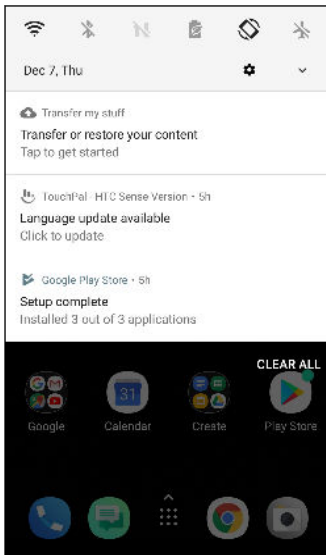 Dec 7, Thu
Transfer my stuff
Transfer or restore your content
Tap to get started
TouchPal - HTC Sense Version • 5h
Language update available
Click to update
Google Play Store • 5h
Setup complete
Installed 3 out of 3 applications
CLEAR ALL
31
Google Calendar Create Play Store